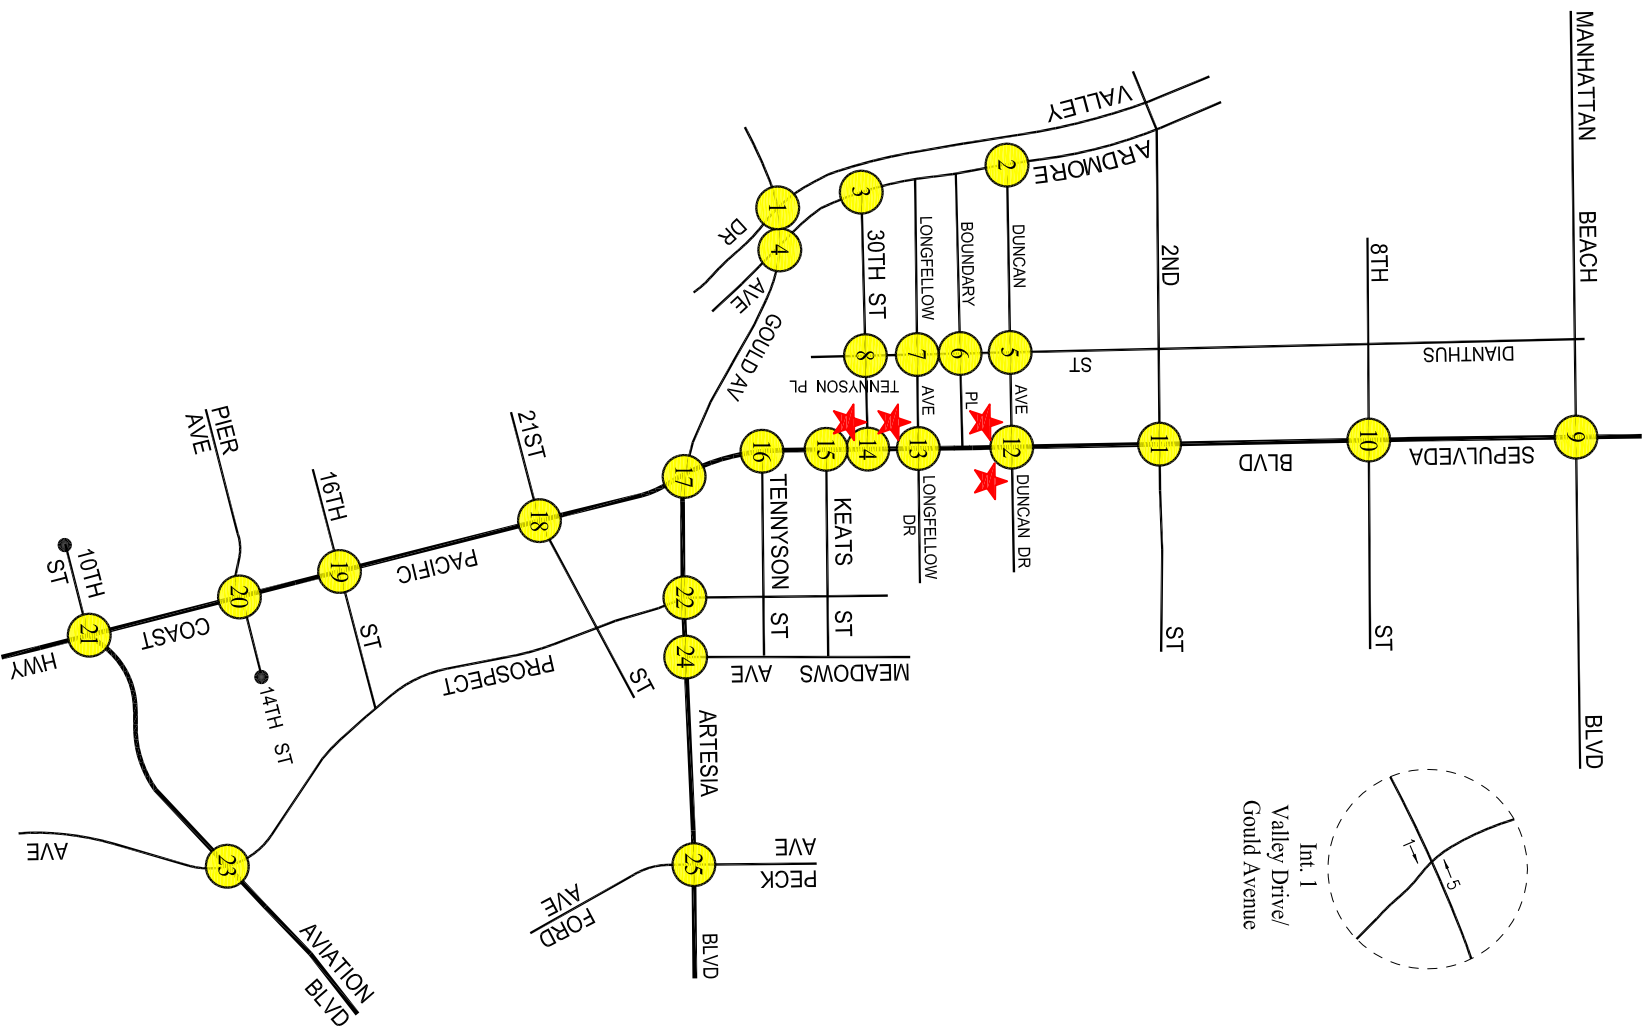 MANHATTAN
BEACH
BLVD
VALLEY
ARDMORE
2
3
1
4
DR
AVE
GOULD AV
30TH ST
LONGFELLOW
BOUNDARY
DUNCAN
2ND
8TH
8
7
6
5
ST
DIANTHUS
TENNYSON PL
AVE
PL
AVE
17
16
15
14
13
12
11
BLVD
10
SEPULVEDA
9
TENNYSON
ST
KEATS
ST
LONGFELLOW
DR
DUNCAN DR
ST
ST
PIER
AVE
21ST
16TH
18
PACIFIC
19
20
COAST
10TH
ST
21
HWY
ST
ST
14TH ST
PROSPECT
22
24
AVE
MEADOWS
ARTESIA
25
BLVD
AVE
PECK
AVE
FORD
AVE
23
AVIATION
BLVD
Int. 1
Valley Drive/
Gould Avenue
1
5